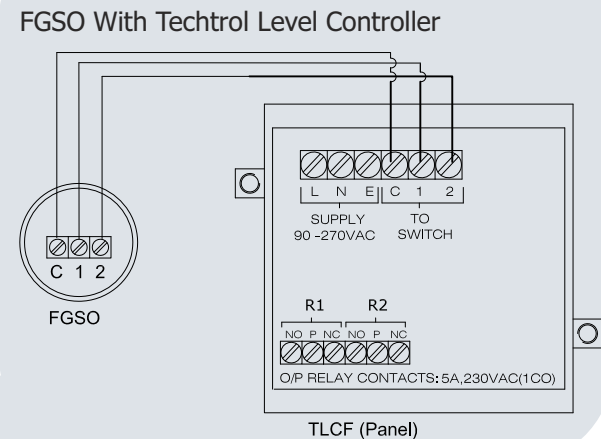 FGSO With Techtrol Level Controller
L N E C 1 2
SUPPLY TO
90 -270VAC SWITCH
C 1 2
FGSO
R1 R2
NO P NC NO P NC
O/P RELAY CONTACTS: 5A,230VAC(1CO)
TLCF (Panel)